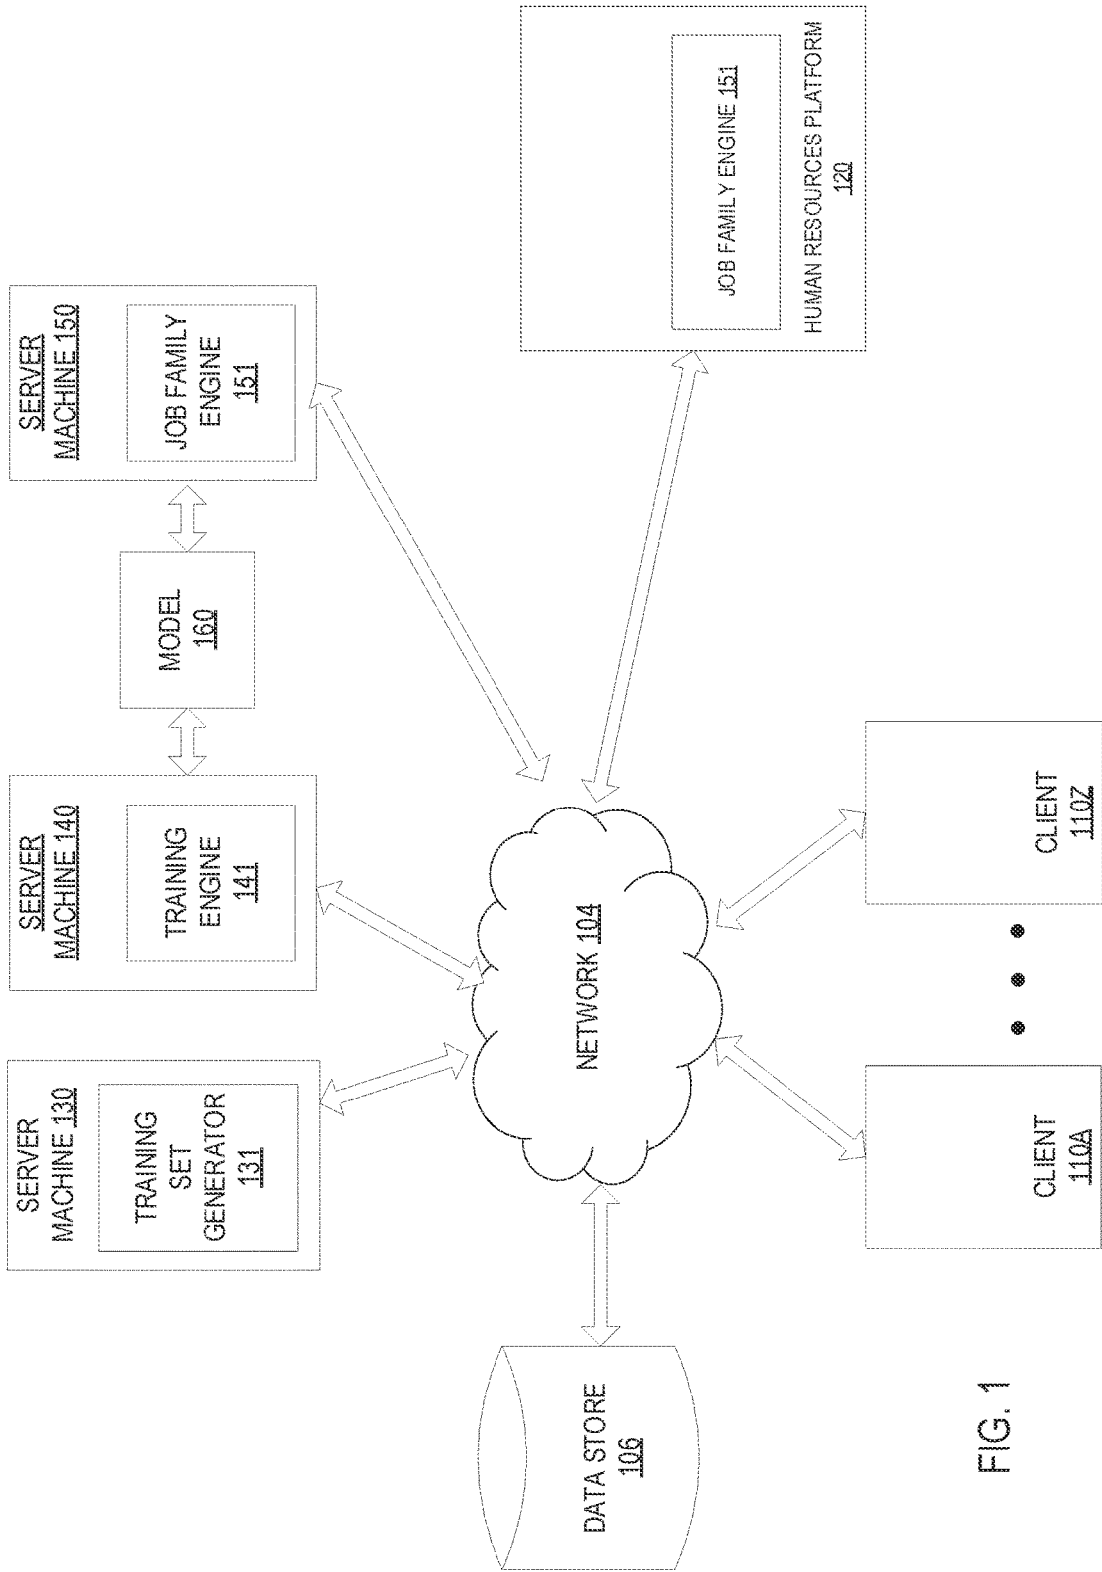 SERVER
MACHINE 130
TRAINING
SET
GENERATOR
131
SERVER
MACHINE 140
TRAINING
ENGINE
141
MODEL
160
SERVER
MACHINE 150
JOB FAMILY
ENGINE
151
DATA STORE
106
NETWORK 104
JOB FAMILY ENGINE 151
HUMAN RESOURCES PLATFORM
120
CLIENT
110A
CLIENT
110Z
FIG. 1